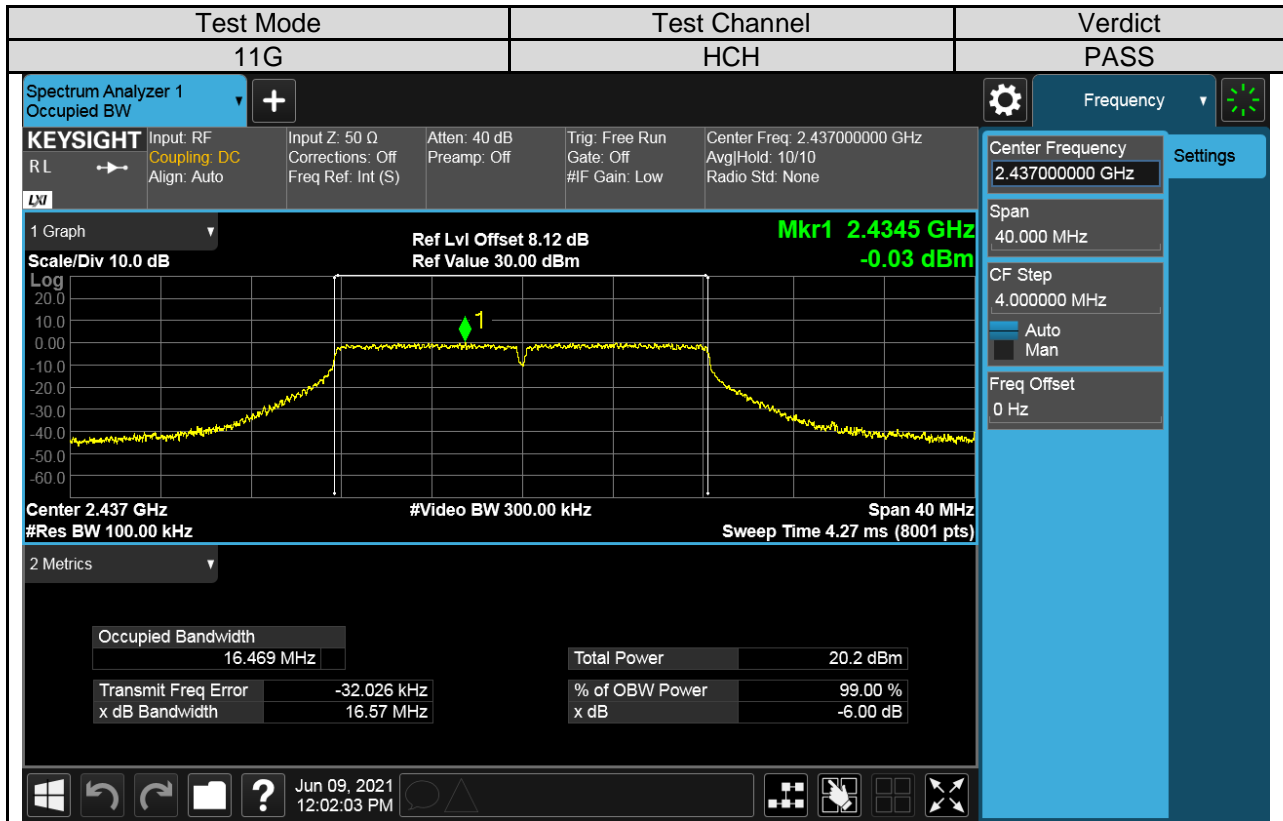 Test Mode Test Channel Verdict
11G HCH PASS
Spectrum Analyzer 1
Occupied BW
+
Frequency
KEYSIGHT Input: RF Input Z: 50 Ω Atten: 40 dB Trig: Free Run Center Freq: 2.437000000 GHz
RL Coupling: DC Corrections: Off Preamp: Off Gate: Off Avg|Hold: 10/10
Align: Auto Freq Ref: Int (S) #IF Gain: Low Radio Std: None
LXI
Center Frequency
2.437000000 GHz
Settings
Span
40.000 MHz
CF Step
4.000000 MHz
Auto
Man
Freq Offset
0 Hz
1 Graph
Ref Lvl Offset 8.12 dB
Mkr1 2.4345 GHz
Scale/Div 10.0 dB
Ref Value 30.00 dBm
-0.03 dBm
Log
20.0
10.0
1
0.00
-10.0
-20.0
-30.0
-40.0
-50.0
-60.0
Center 2.437 GHz #Video BW 300.00 kHz Span 40 MHz
#Res BW 100.00 kHz Sweep Time 4.27 ms (8001 pts)
2 Metrics
Occupied Bandwidth
16.469 MHz
Total Power 20.2 dBm
Transmit Freq Error -32.026 kHz
% of OBW Power 99.00 %
x dB Bandwidth 16.57 MHz
x dB -6.00 dB
?
Jun 09, 2021
12:02:03 PM